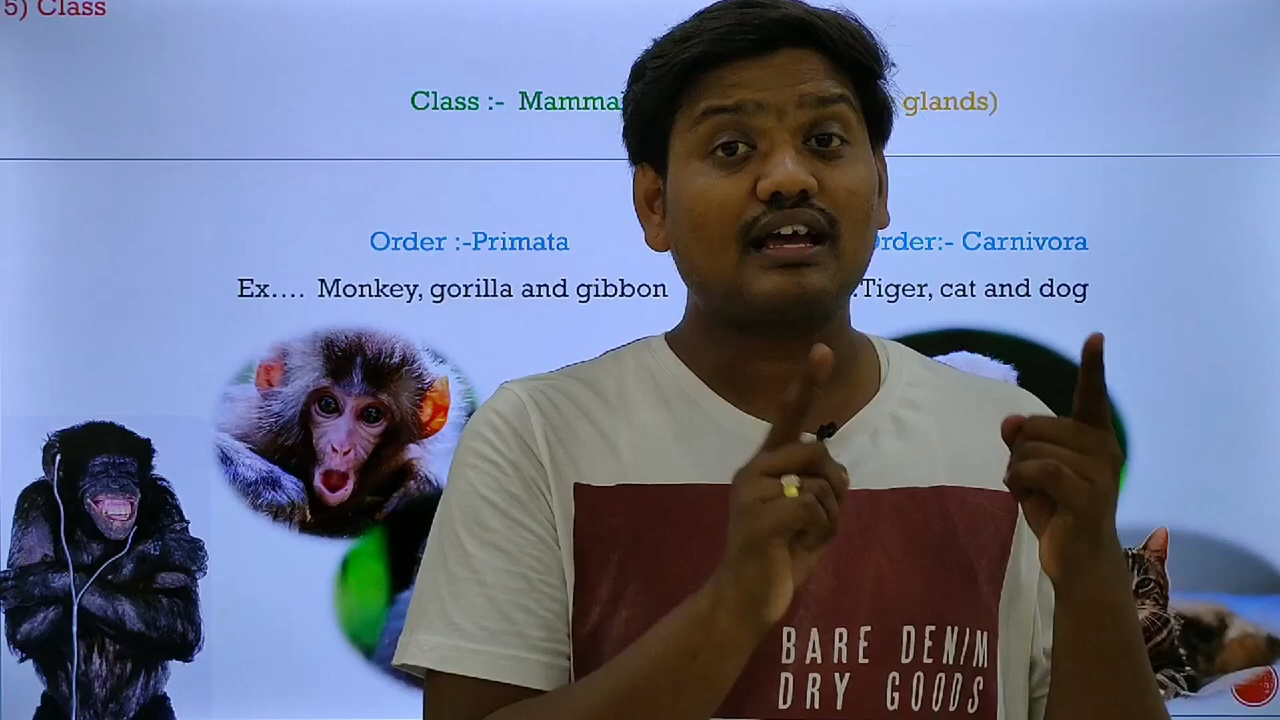 5) Class
Class :- Mamma
glands)
Order :-Primata
rder:- Carnivora
Ex.... Monkey, gorilla and gibbon
.Tiger, cat and dog
BARE DENIM
DRY GOODS